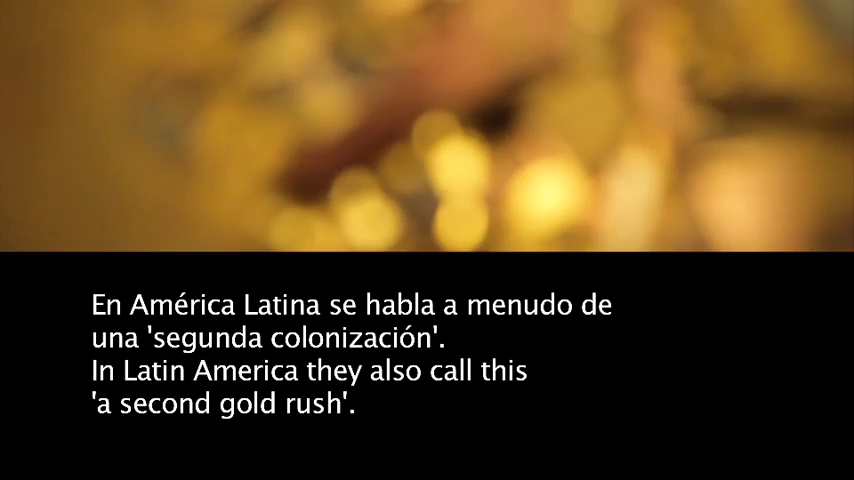 En América Latina se habla a menudo de
una 'segunda colonización'.
In Latin America they also call this
'a second gold rush'.